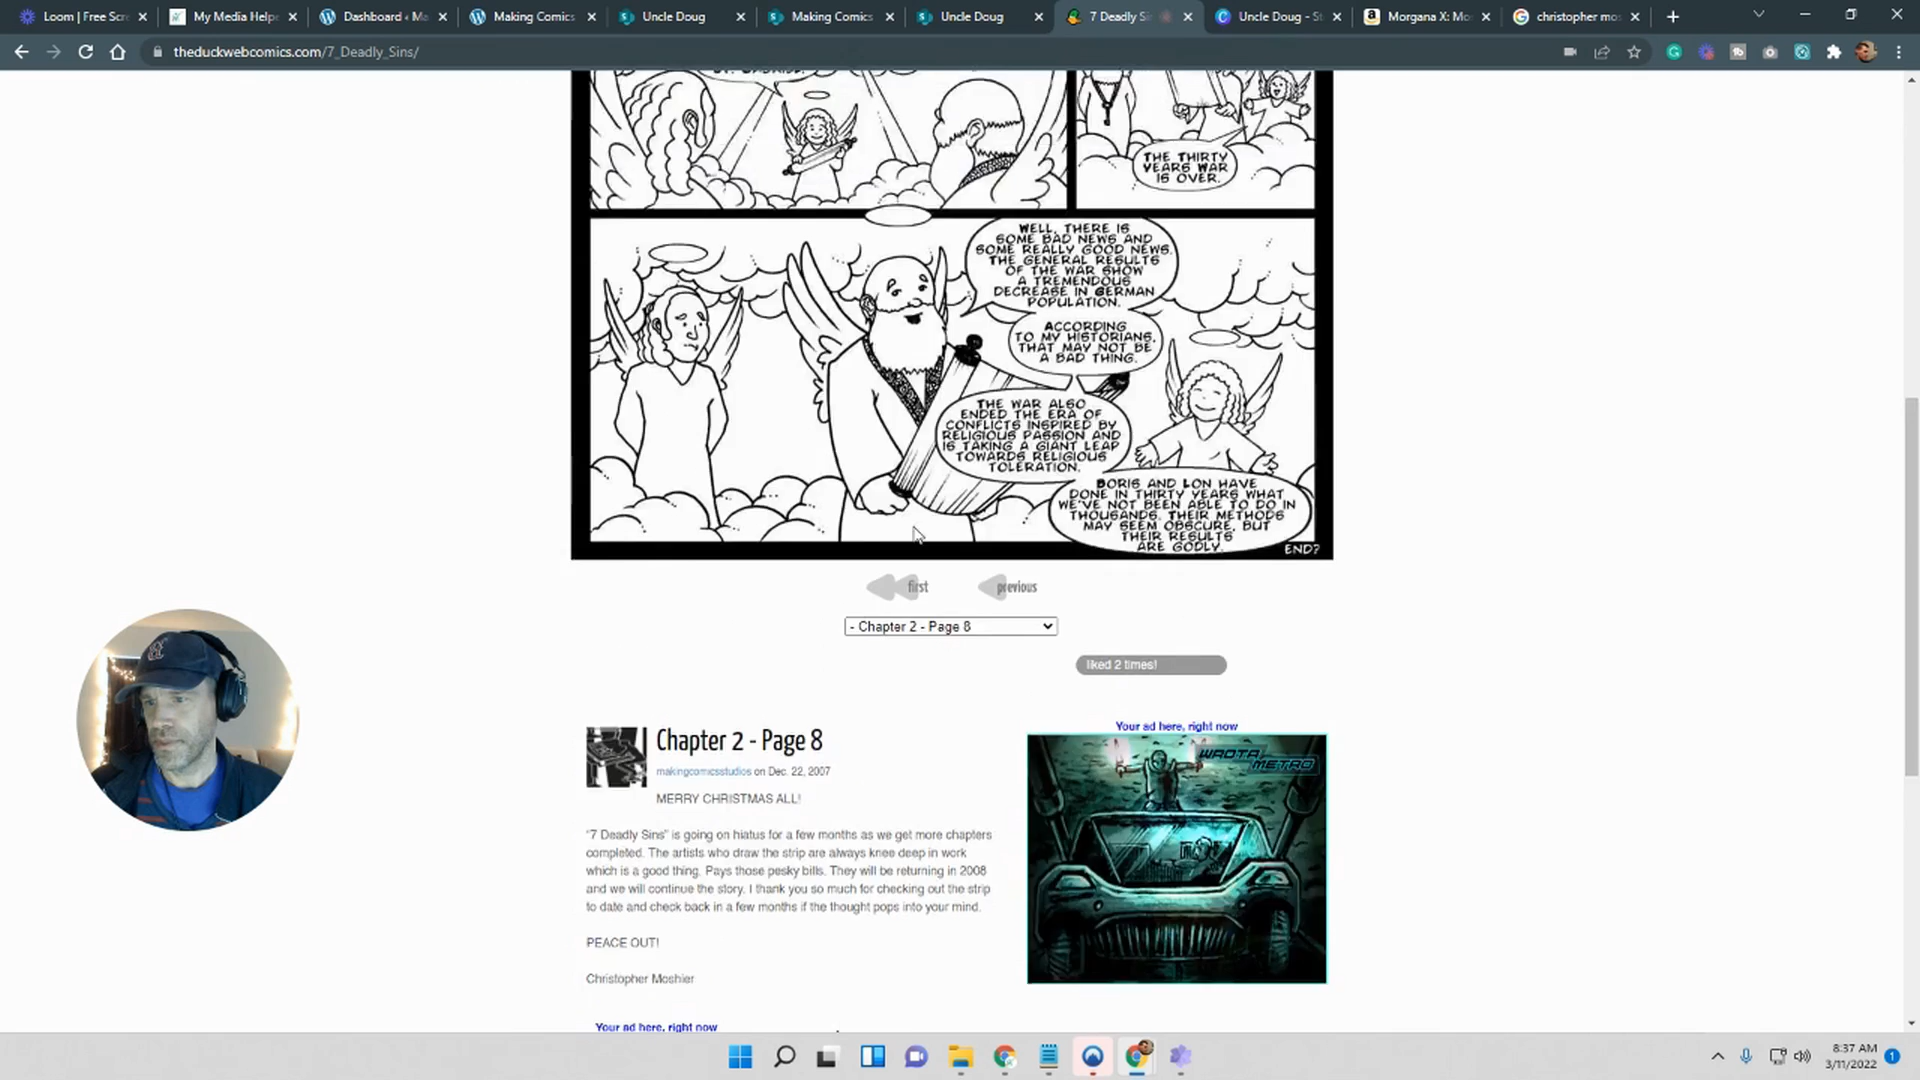 Loom | Free Scre
My Media Helpe
Dashboard ‹ Ma
Making Comics
Uncle Doug
Making Comics
Uncle Doug
7 Deadly Si
Uncle Doug - St
Morgana X: Mo
christopher mos
theduckwebcomics.com/7_Deadly_Sins/
THE THIRTY
YEARS WAR
IS OVER.
WELL, THERE IS
SOME BAD NEWS AND
SOME REALLY GOOD NEWS.
THE GENERAL RESULTS
OF THE WAR SHOW
A TREMENDOUS
DECREASE IN GERMAN
POPULATION.
ACCORDING
TO MY HISTORIANS,
THAT MAY NOT BE
A BAD THING.
THE WAR ALSO
ENDED THE ERA OF
CONFLICTS INSPIRED BY
RELIGIOUS PASSION AND
IS TAKING A GIANT LEAP
TOWARDS RELIGIOUS
TOLERATION.
BORIS AND LON HAVE
DONE IN THIRTY YEARS WHAT
WE'VE NOT BEEN ABLE TO DO IN
THOUSANDS. THEIR METHODS
MAY SEEM OBSCURE, BUT
THEIR RESULTS
ARE GODLY.
END?
first
previous
- Chapter 2 - Page 8
liked 2 times!
Chapter 2 - Page 8
makingcomicsstudios on Dec. 22, 2007
MERRY CHRISTMAS ALL!
"7 Deadly Sins" is going on hiatus for a few months as we get more chapters
completed. The artists who draw the strip are always knee deep in work
which is a good thing. Pays those pesky bills. They will be returning in 2008
and we will continue the story. I thank you so much for checking out the strip
to date and check back in a few months if the thought pops into your mind.
PEACE OUT!
Christopher Moshier
Your ad here, right now
Your ad here, right now
WROTA
METRO
8:37 AM
3/11/2022
1